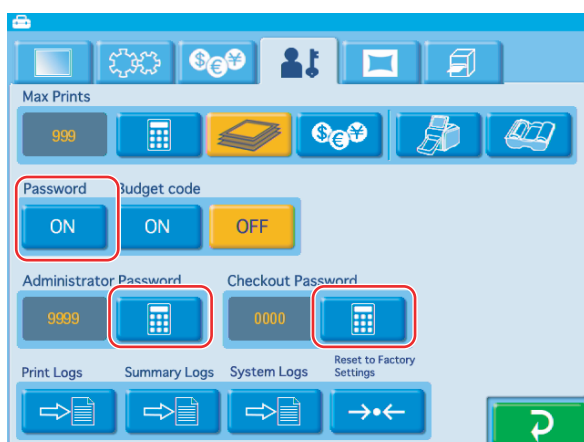 $ € ¥
Max Prints
999
$ € ¥
Password Budget code
ON ON OFF
Administrator Password Checkout Password
9999 0000
Print Logs Summary Logs System Logs Reset to Factory
Settings